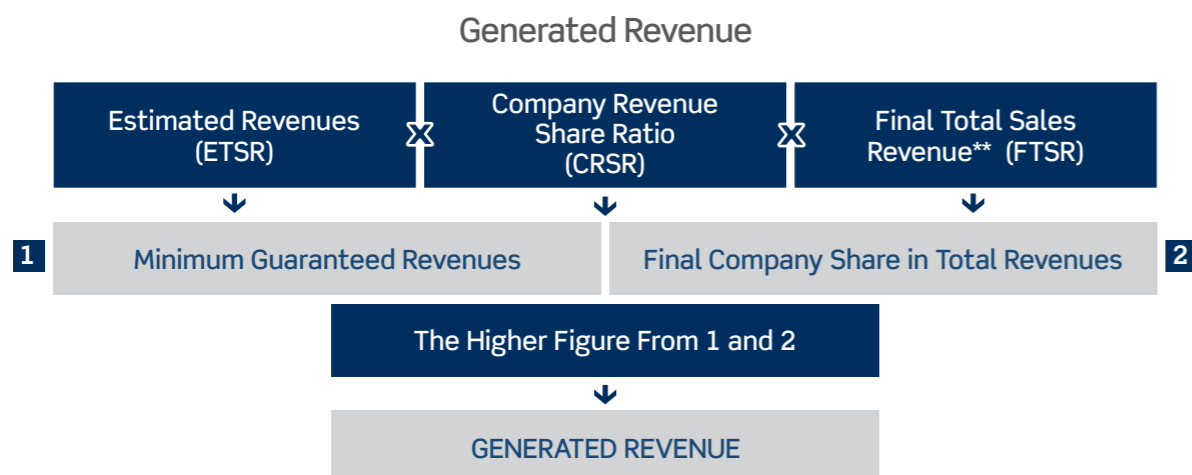 Generated Revenue
Estimated Revenues
(ETSR)
Company Revenue
Share Ratio
(CRSR)
Final Total Sales
Revenue** (FTSR)
1
Minimum Guaranteed Revenues
Final Company Share in Total Revenues
2
The Higher Figure From 1 and 2
GENERATED REVENUE